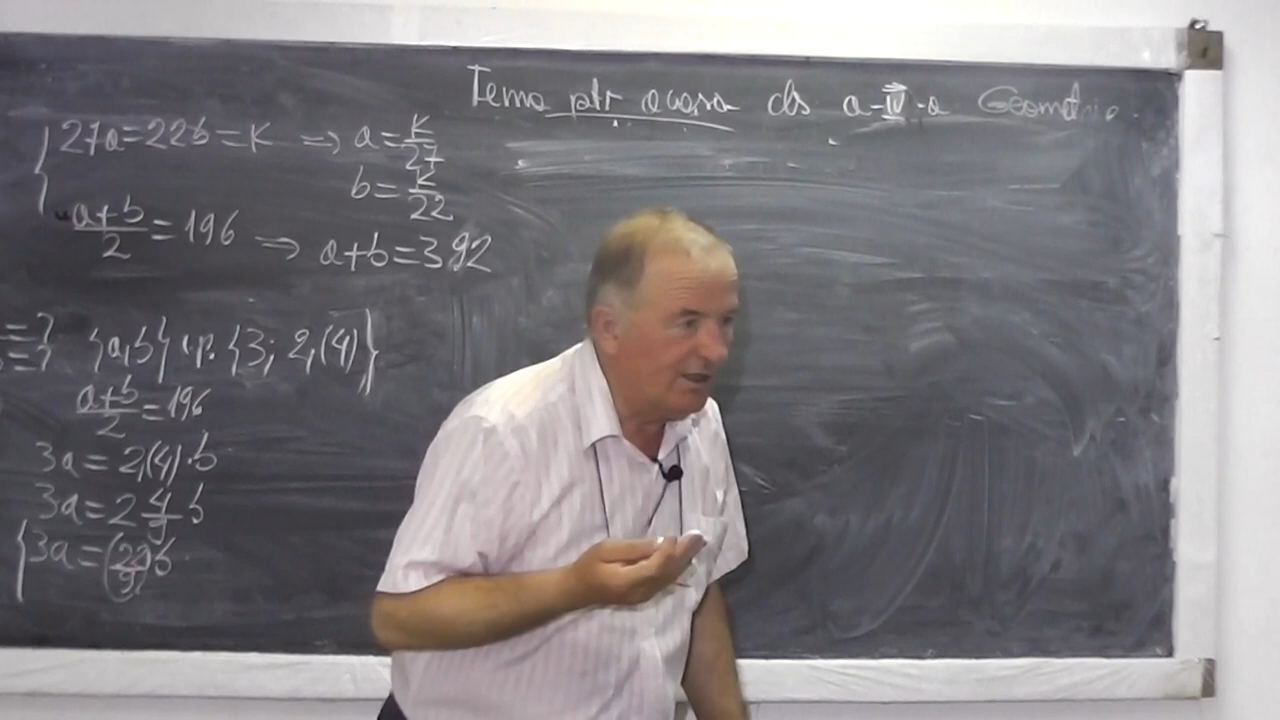 Tema ptr acasa cls a-IV-a Geometrie.
27a=22b=K => a=K/27
b=K/22
a+b/2=196 => a+b=392
=? {a,b} i.p. {3; 2,(4)}
=?
a+b/2=196
3a=2,(4)·b
3a=2 4/9 b
3a=(22/9)b